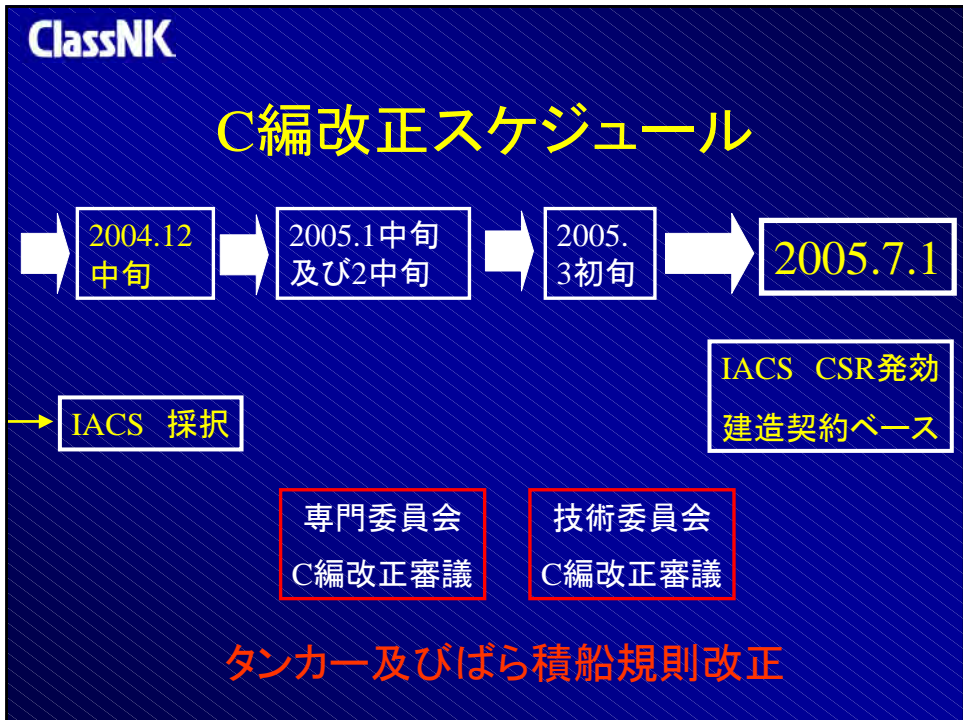 ClassNK
C編改正スケジュール
2004.12
中旬
2005.1中旬
及び2中旬
2005.
3初旬
2005.7.1
IACS 採択
IACS CSR発効
建造契約ベース
専門委員会
C編改正審議
技術委員会
C編改正審議
タンカー及びばら積船規則改正